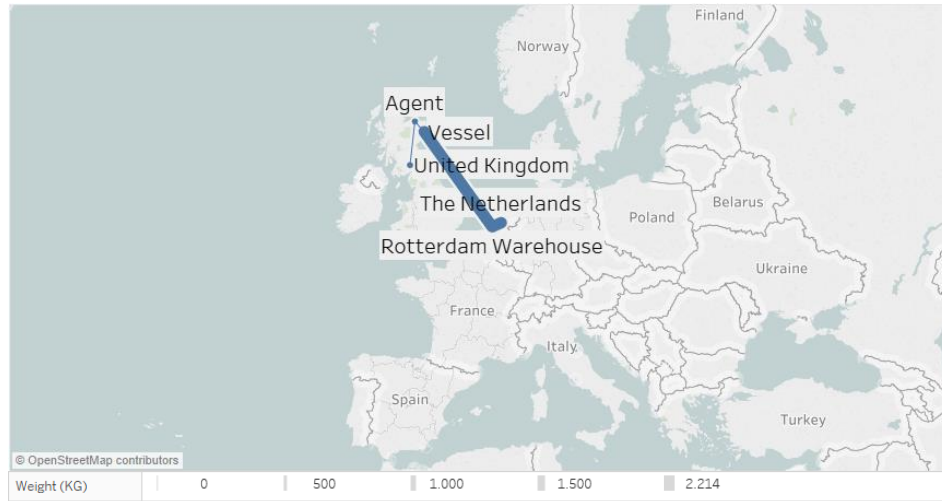 Finland
Norway
Agent
Vessel
United Kingdom
The Netherlands
Belarus
Poland
Rotterdam Warehouse
Ukraine
France
Italy
Spain
Turkey
© OpenStreetMap contributors
Weight (KG) 0 500 1.000 1.500 2.214